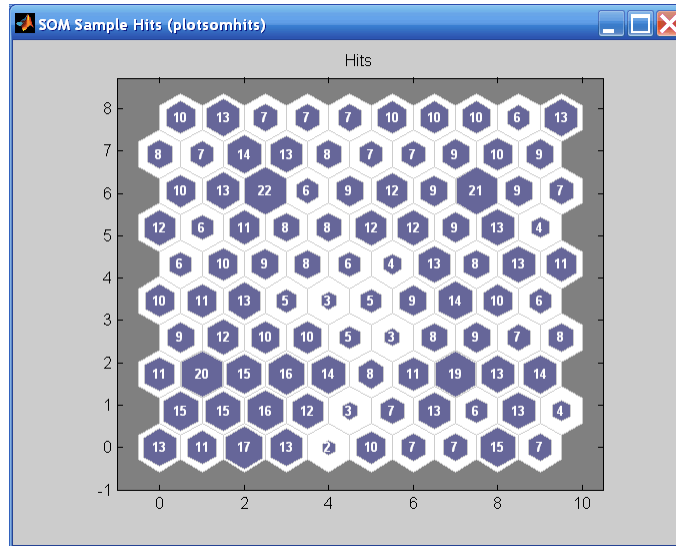 SOM Sample Hits (plotsomhits)
Hits
8
10 13 7 7 7 10 10 10 6 13
7
8 7 14 13 8 7 7 9 10 9
6
10 13 22 6 9 12 9 21 9 7
5
12 6 11 8 8 12 12 9 13 4
4
6 10 9 8 6 4 13 8 13 11
3
10 11 13 5 3 5 9 14 10 6
9 12 10 10 5 3 8 9 7 8
2
11 20 15 16 14 8 11 19 13 14
1
15 15 16 12 3 7 13 6 13 4
0
13 11 17 13 2 10 7 7 15 7
-1
0 2 4 6 8 10